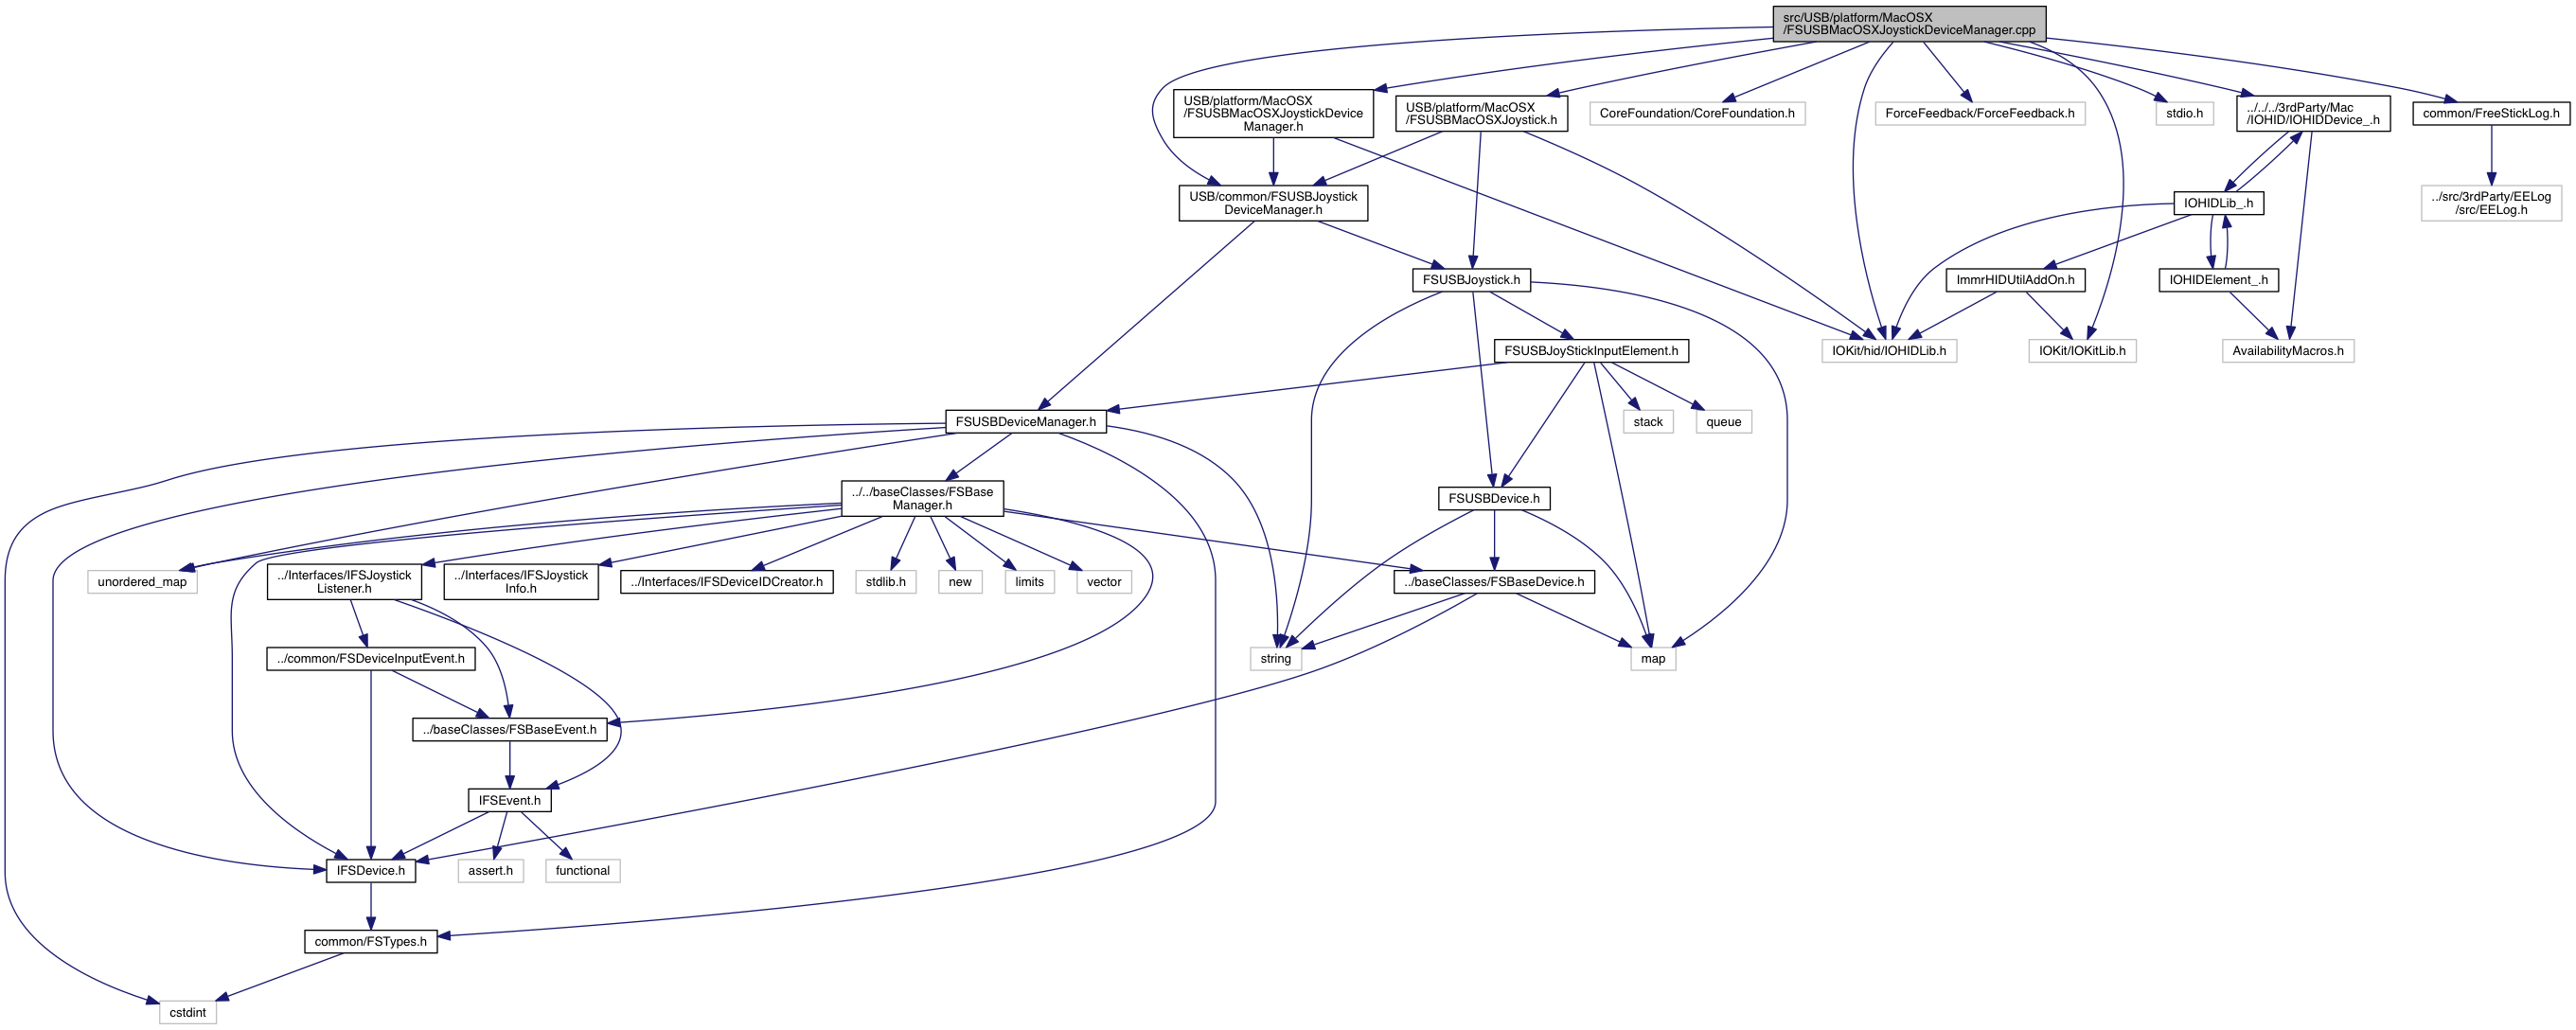 src/USB/platform/MacOSX
/FSUSBMacOSXJoystickDeviceManager.cpp
USB/platform/MacOSX
/FSUSBMacOSXJoystickDevice
Manager.h
USB/platform/MacOSX
/FSUSBMacOSXJoystick.h
CoreFoundation/CoreFoundation.h
ForceFeedback/ForceFeedback.h
stdio.h
../../../3rdParty/Mac
/IOHID/IOHIDDevice_.h
common/FreeStickLog.h
USB/common/FSUSBJoystick
DeviceManager.h
IOHIDLib_.h
../src/3rdParty/EELog
/src/EELog.h
FSUSBJoystick.h
ImmrHIDUtilAddOn.h
IOHIDElement_.h
FSUSBJoyStickInputElement.h
IOKit/hid/IOHIDLib.h
IOKit/IOKitLib.h
AvailabilityMacros.h
FSUSBDeviceManager.h
stack
queue
../../baseClasses/FSBase
Manager.h
FSUSBDevice.h
unordered_map
../Interfaces/IFSJoystick
Listener.h
../Interfaces/IFSJoystick
Info.h
../Interfaces/IFSDeviceIDCreator.h
stdlib.h
new
limits
vector
../baseClasses/FSBaseDevice.h
../common/FSDeviceInputEvent.h
string
map
../baseClasses/FSBaseEvent.h
IFSEvent.h
IFSDevice.h
assert.h
functional
common/FSTypes.h
cstdint